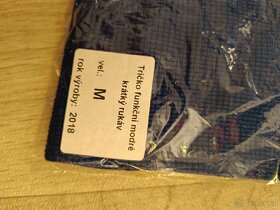 Tričko funkční modré
krátký rukáv
vel.: M
rok výroby: 2018